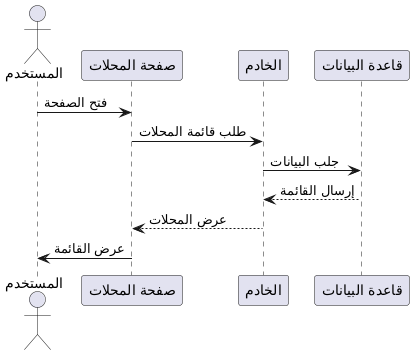 المستخدم
صفحة المحلات
الخادم
قاعدة البيانات
فتح الصفحة
طلب قائمة المحلات
جلب البيانات
إرسال القائمة
عرض المحلات
عرض القائمة
المستخدم
صفحة المحلات
الخادم
قاعدة البيانات